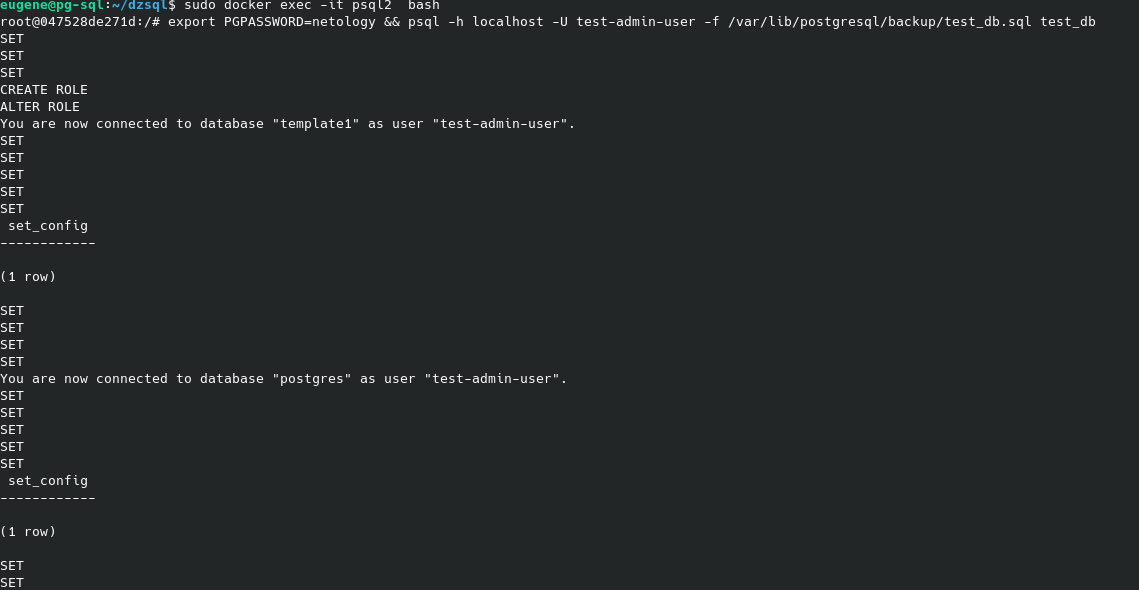 eugene@pg-sql:~/dzsql$ sudo docker exec -it psql2  bash
root@047528de271d:/# export PGPASSWORD=netology && psql -h localhost -U test-admin-user -f /var/lib/postgresql/backup/test_db.sql test_db
SET
SET
SET
CREATE ROLE
ALTER ROLE
You are now connected to database "template1" as user "test-admin-user".
SET
SET
SET
SET
SET
 set_config
------------

(1 row)

SET
SET
SET
SET
You are now connected to database "postgres" as user "test-admin-user".
SET
SET
SET
SET
SET
 set_config
------------

(1 row)

SET
SET